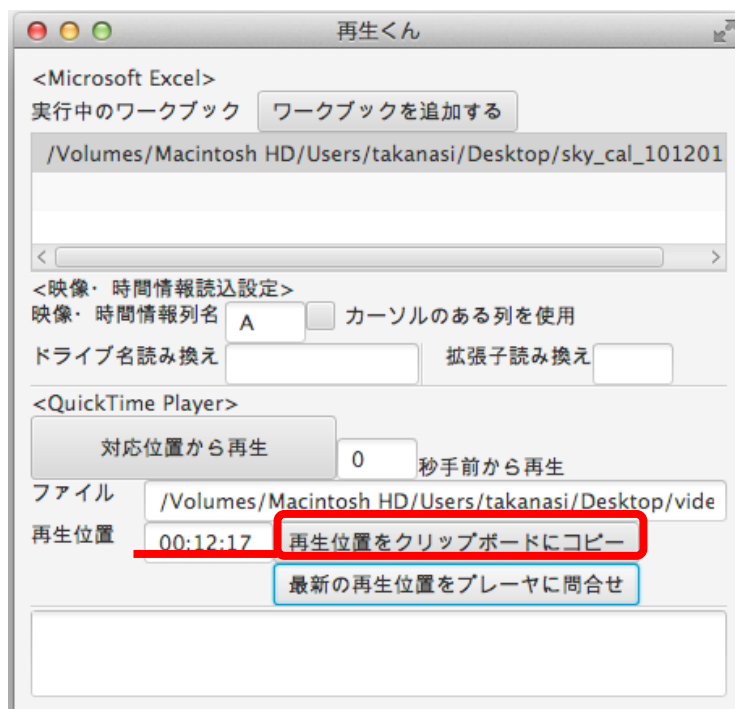 再生くん
<Microsoft Excel>
実行中のワークブック ワークブックを追加する
/Volumes/Macintosh HD/Users/takanasi/Desktop/sky_cal_101201
<映像・時間情報読込設定>
映像・時間情報列名 A カーソルのある列を使用
ドライブ名読み換え 拡張子読み換え
<QuickTime Player>
対応位置から再生 0 秒手前から再生
ファイル /Volumes/Macintosh HD/Users/takanasi/Desktop/vide
再生位置 00:12:17 再生位置をクリップボードにコピー
最新の再生位置をプレーヤに問合せ